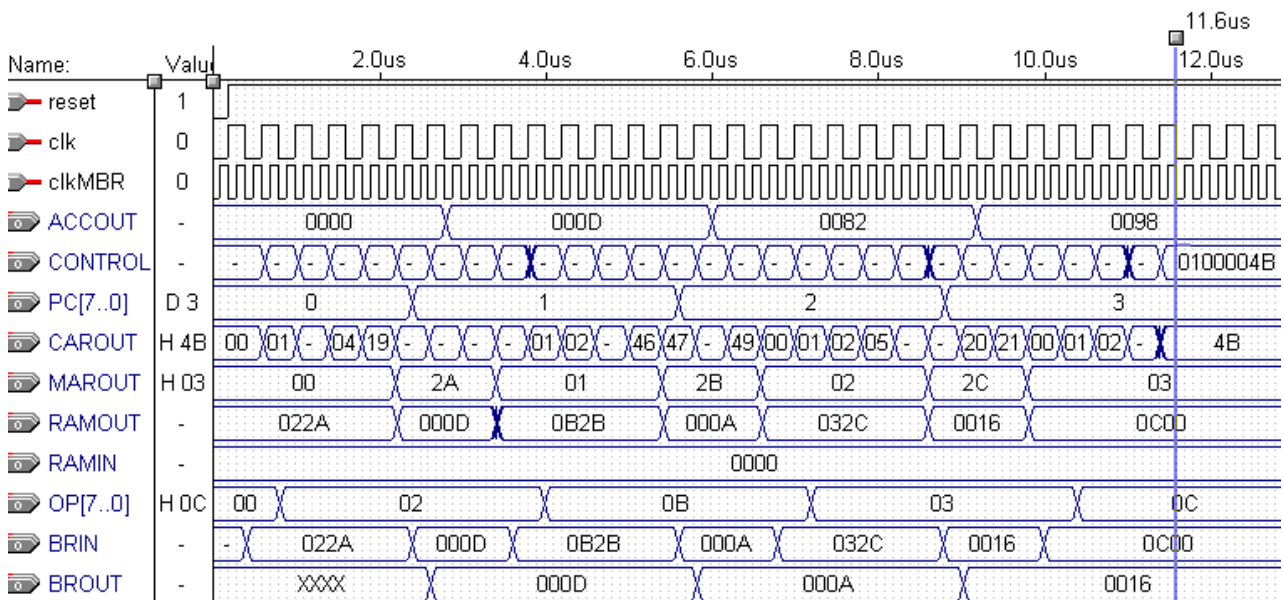 11.6us
Name: Valu 2.0us 4.0us 6.0us 8.0us 10.0us 12.0us
reset 1
clk 0
clkMBR 0
ACCOUT - 0000 000D 0082 0098
CONTROL - - - - - - - - - - - - - - - - - - - - - - - - - - - - 0100004B
PC[7..0] D 3 0 1 2 3
CAROUT H 4B 00 01 - 04 19 - - - - 01 02 - 46 47 - 49 00 01 02 05 - - 20 21 00 01 02 - 4B
MAROUT H 03 00 2A 01 2B 02 2C 03
RAMOUT - 022A 000D 0B2B 000A 032C 0016 0C00
RAMIN - 0000
OP[7..0] H 0C 00 02 0B 03 0C
BRIN - - 022A 000D 0B2B 000A 032C 0016 0C00
BROUT - XXXX 000D 000A 0016